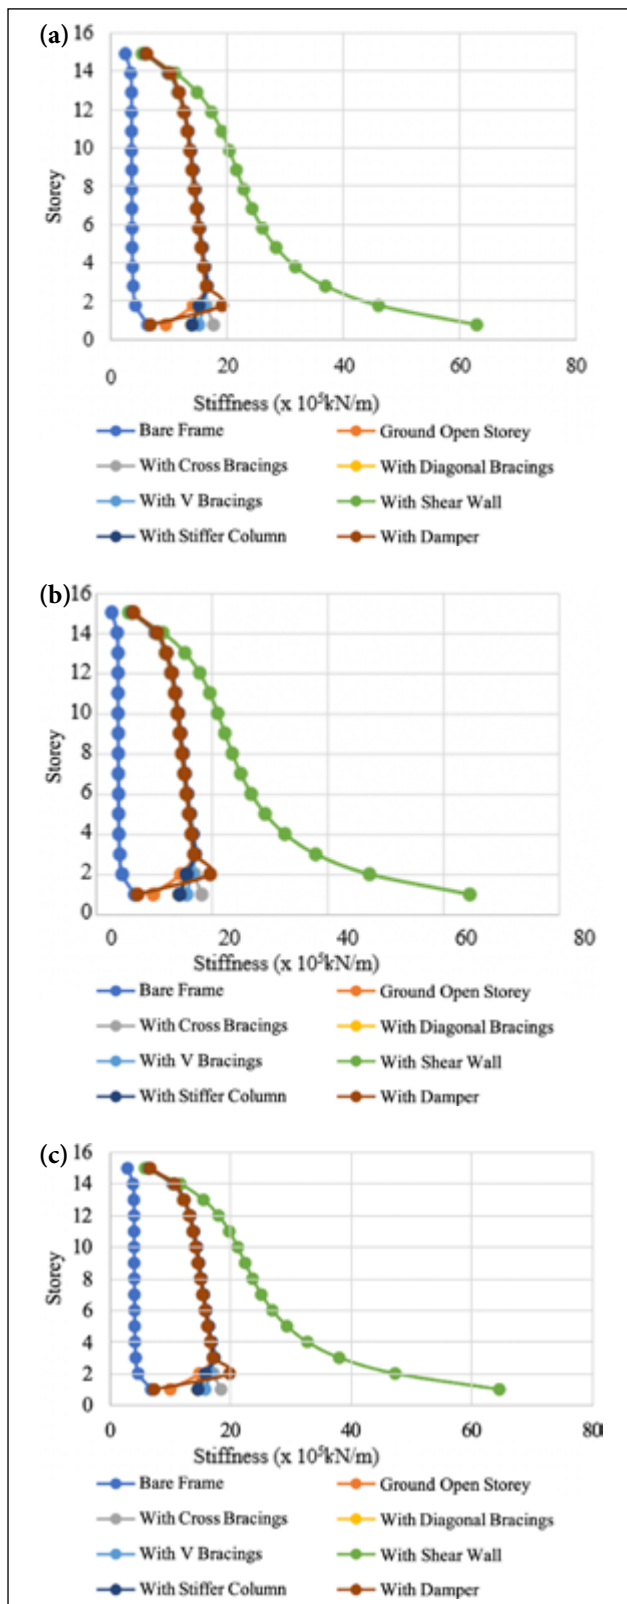 (a)
16
14
12
10
8
6
4
2
0
Storey
0 20 40 60 80
Stiffness (x 10⁵kN/m)
Bare Frame Ground Open Storey
With Cross Bracings With Diagonal Bracings
With V Bracings With Shear Wall
With Stiffer Column With Damper
(b)
16
14
12
10
8
6
4
2
0
Storey
0 20 40 60 80
Stiffness (x 10⁵kN/m)
Bare Frame Ground Open Storey
With Cross Bracings With Diagonal Bracings
With V Bracings With Shear Wall
With Stiffer Column With Damper
(c)
16
14
12
10
8
6
4
2
0
Storey
0 20 40 60 80
Stiffness (x 10⁵kN/m)
Bare Frame Ground Open Storey
With Cross Bracings With Diagonal Bracings
With V Bracings With Shear Wall
With Stiffer Column With Damper